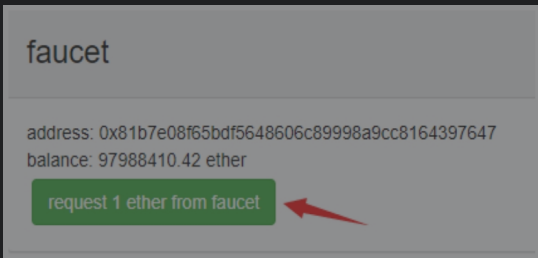 faucet
address: 0x81b7e08f65bdf5648606c89998a9cc8164397647
balance: 97988410.42 ether
request 1 ether from faucet